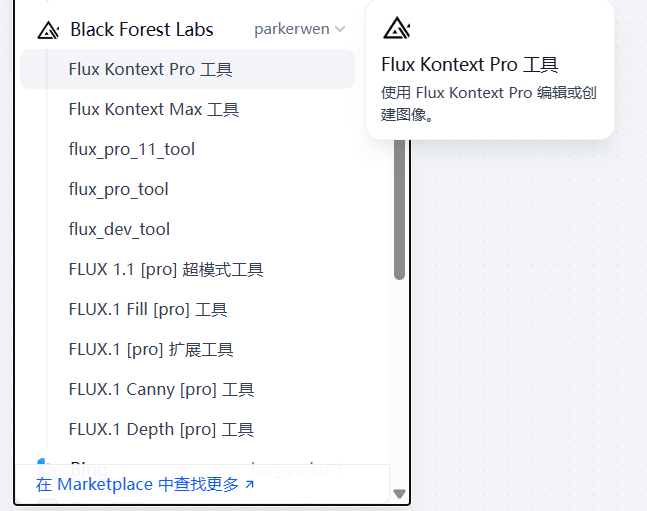 Black Forest Labs
parkerwen
Flux Kontext Pro 工具
Flux Kontext Max 工具
flux_pro_11_tool
flux_pro_tool
flux_dev_tool
FLUX 1.1 [pro] 超模式工具
FLUX.1 Fill [pro] 工具
FLUX.1 [pro] 扩展工具
FLUX.1 Canny [pro] 工具
FLUX.1 Depth [pro] 工具
Bing
在 Marketplace 中查找更多 ↗
Flux Kontext Pro 工具
使用 Flux Kontext Pro 编辑或创
建图像。